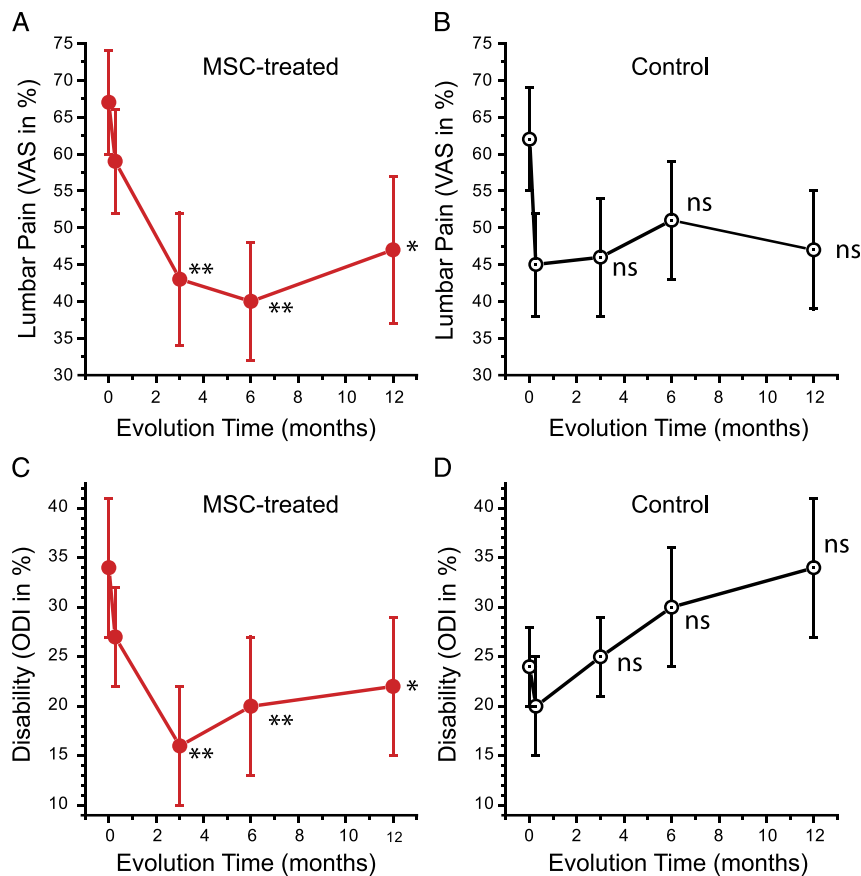 A
MSC-treated
75
70
65
60
55
50
45
40
35
30
**
**
*
0 2 4 6 8 10 12
Lumbar Pain (VAS in %)
Evolution Time (months)
B
Control
75
70
65
60
55
50
45
40
35
30
ns
ns
ns
0 2 4 6 8 10 12
Lumbar Pain (VAS in %)
Evolution Time (months)
C
MSC-treated
40
35
30
25
20
15
10
**
**
*
0 2 4 6 8 10 12
Disability (ODI in %)
Evolution Time (months)
D
Control
40
35
30
25
20
15
10
ns
ns
ns
0 2 4 6 8 10 12
Disability (ODI in %)
Evolution Time (months)